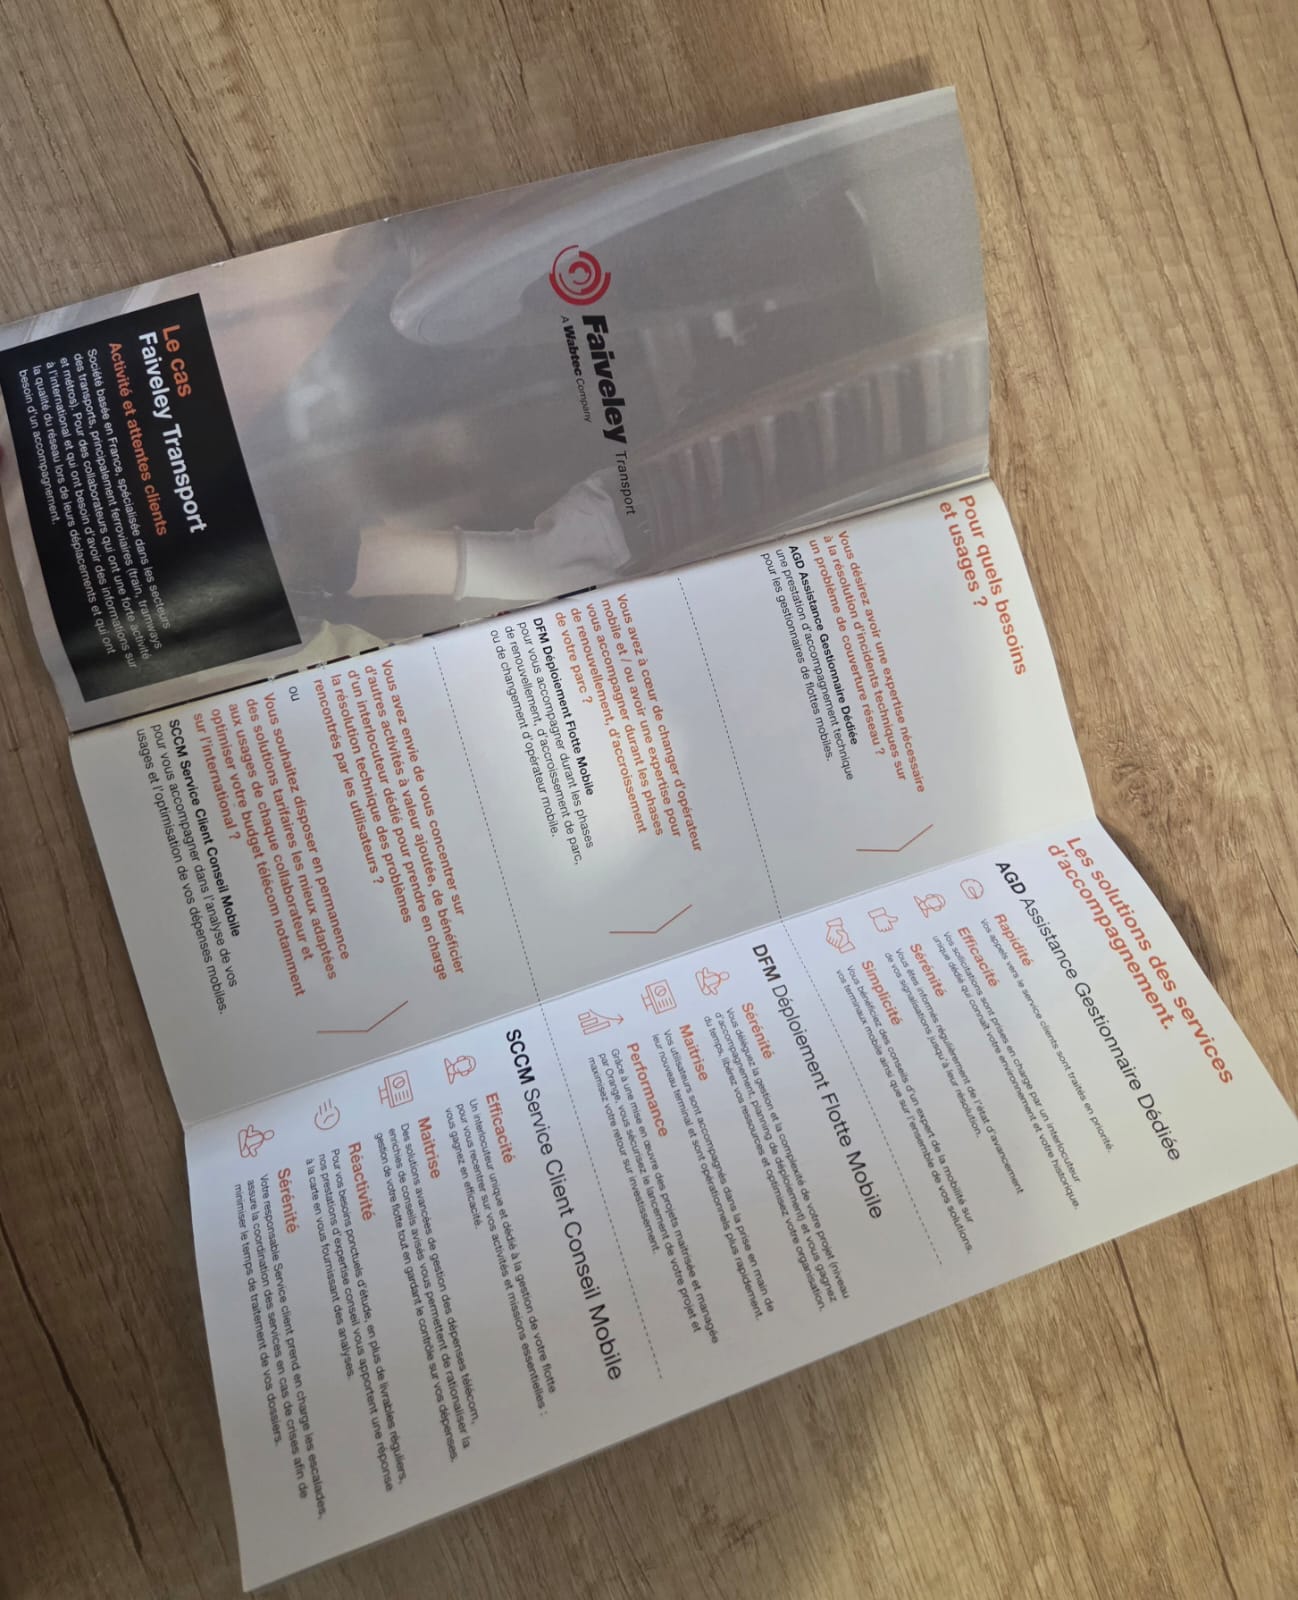 Faiveley Transport
A Wabtec Company
Le cas
Faiveley Transport
Activité et attentes clients
Société basée en France, spécialisée dans les secteurs
des transports, principalement ferroviaires (train, tramways
et métros). Pour des collaborateurs qui ont une forte activité
à l'international et qui ont besoin d'avoir des informations sur
la qualité du réseau lors de leurs déplacements et qui ont
besoin d'un accompagnement.
Pour quels besoins
et usages ?
Vous désirez avoir une expertise nécessaire
à la résolution d'incidents techniques sur
un problème de couverture réseau ?
AGD Assistance Gestionnaire Dédiée
une prestation d'accompagnement technique
pour les gestionnaires de flottes mobiles.
Vous avez à cœur de changer d'opérateur
mobile et / ou avoir une expertise pour
vous accompagner durant les phases
de renouvellement, d'accroissement
de votre parc ?
DFM Déploiement Flotte Mobile
pour vous accompagner durant les phases
de renouvellement, d'accroissement de parc,
ou de changement d'opérateur mobile.
Vous avez envie de vous concentrer sur
d'autres activités à valeur ajoutée, de bénéficier
d'un interlocuteur dédié pour prendre en charge
la résolution technique des problèmes
rencontrés par les utilisateurs ?
ou
Vous souhaitez disposer en permanence
des solutions tarifaires les mieux adaptées
aux usages de chaque collaborateur et
optimiser votre budget télécom notamment
sur l'international ?
SCCM Service Client Conseil Mobile
pour vous accompagner dans l'analyse de vos
usages et l'optimisation de vos dépenses mobiles.
Les solutions des services
d'accompagnement.
AGD Assistance Gestionnaire Dédiée
Rapidité
Vos appels vers le service clients sont traités en priorité.
Efficacité
Vos sollicitations sont prises en charge par un interlocuteur
unique dédié qui connaît votre environnement et votre historique.
Sérénité
Vous êtes informés régulièrement de l'état d'avancement
de vos signalisations jusqu'à leur résolution.
Simplicité
Vous bénéficiez des conseils d'un expert de la mobilité sur
vos terminaux mobile ainsi que sur l'ensemble de vos solutions.
DFM Déploiement Flotte Mobile
Sérénité
Vous déléguez la gestion et la complexité de votre projet (niveau
d'accompagnement, planning de déploiement) et vous gagnez
du temps, libérez vos ressources et optimisez votre organisation.
Maitrise
Vos utilisateurs sont accompagnés dans la prise en main de
leur nouveau terminal et sont opérationnels plus rapidement.
Performance
Grâce à une mise en œuvre des projets maitrisée et managée
par Orange, vous sécurisez le lancement de votre projet et
maximisez votre retour sur investissement.
SCCM Service Client Conseil Mobile
Efficacité
Un interlocuteur unique et dédié à la gestion de votre flotte
pour vous recentrer sur vos activités et missions essentielles :
vous gagnez en efficacité.
Maitrise
Des solutions avancées de gestion des dépenses télécom,
enrichies de conseils avisés vous permettent de rationaliser la
gestion de votre flotte tout en gardant le contrôle sur vos dépenses.
Réactivité
Pour vos besoins ponctuels d'étude, en plus de livrables réguliers,
nos prestations d'expertise conseil vous apportent une réponse
à la carte en vous fournissant des analyses.
Sérénité
Votre responsable Service client prend en charge les escalades,
assure la coordination des services en cas de crises afin de
minimiser le temps de traitement de vos dossiers.